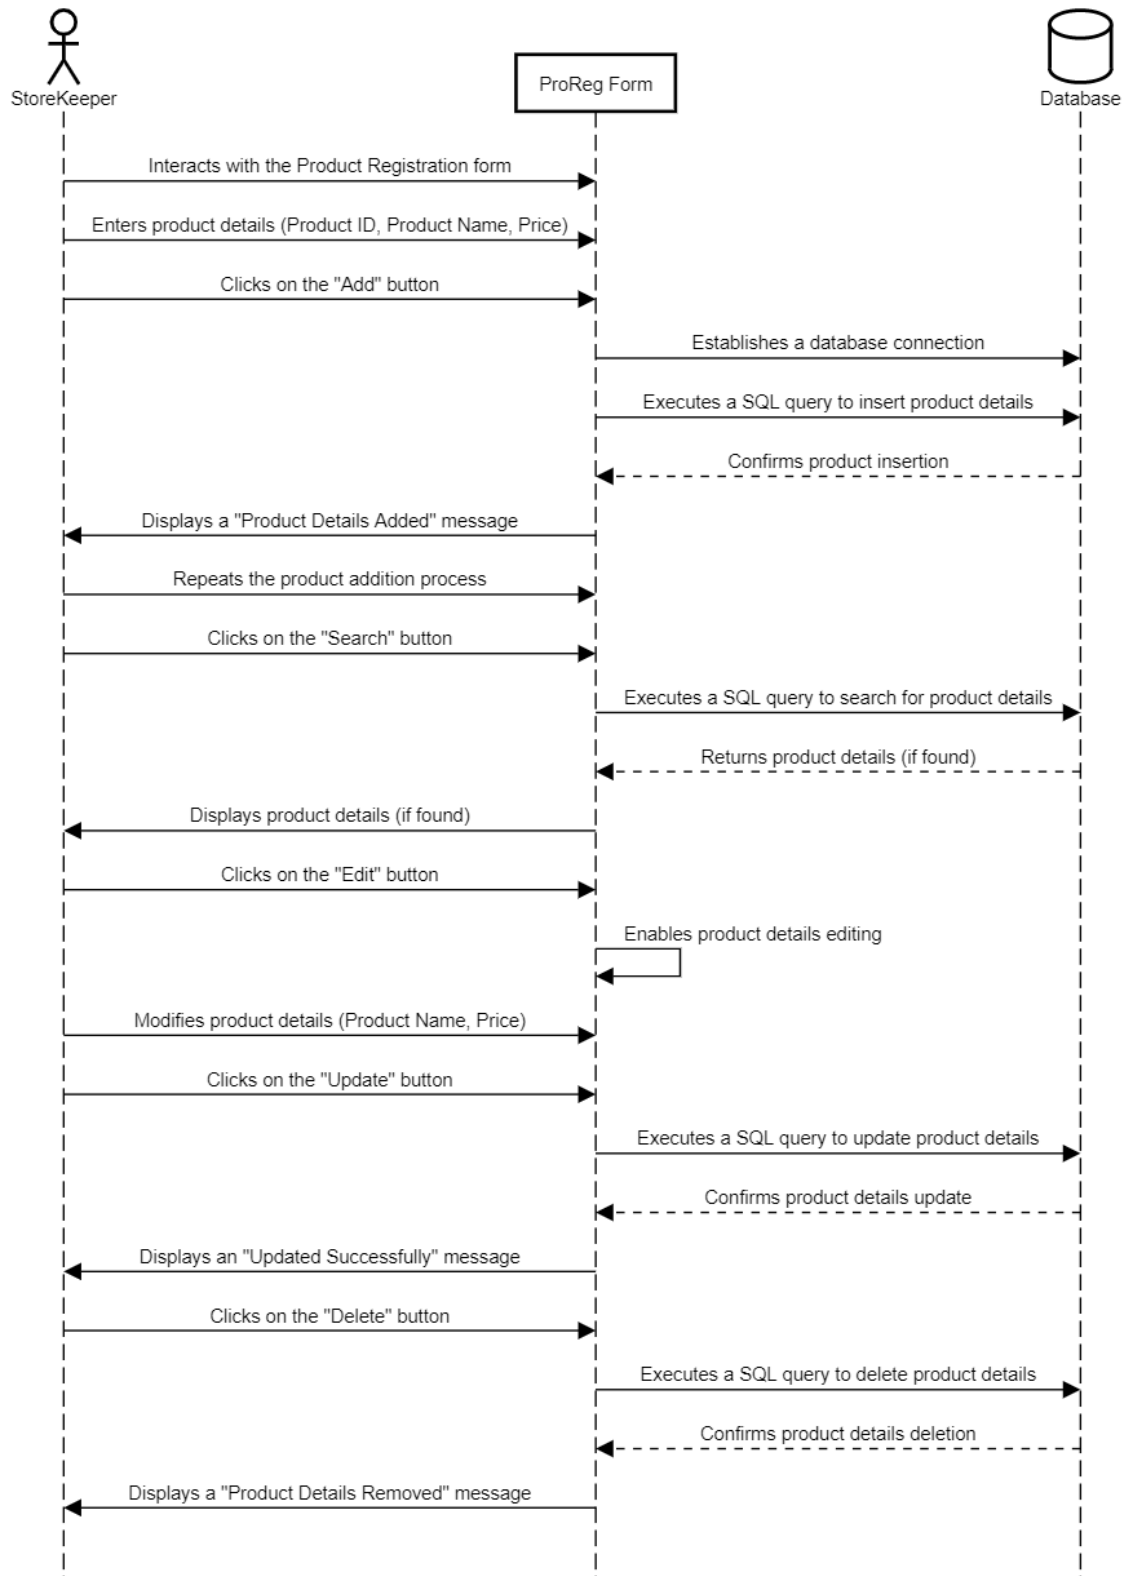 StoreKeeper
ProReg Form
Database
Interacts with the Product Registration form
Enters product details (Product ID, Product Name, Price)
Clicks on the "Add" button
Establishes a database connection
Executes a SQL query to insert product details
Confirms product insertion
Displays a "Product Details Added" message
Repeats the product addition process
Clicks on the "Search" button
Executes a SQL query to search for product details
Returns product details (if found)
Displays product details (if found)
Clicks on the "Edit" button
Enables product details editing
Modifies product details (Product Name, Price)
Clicks on the "Update" button
Executes a SQL query to update product details
Confirms product details update
Displays an "Updated Successfully" message
Clicks on the "Delete" button
Executes a SQL query to delete product details
Confirms product details deletion
Displays a "Product Details Removed" message